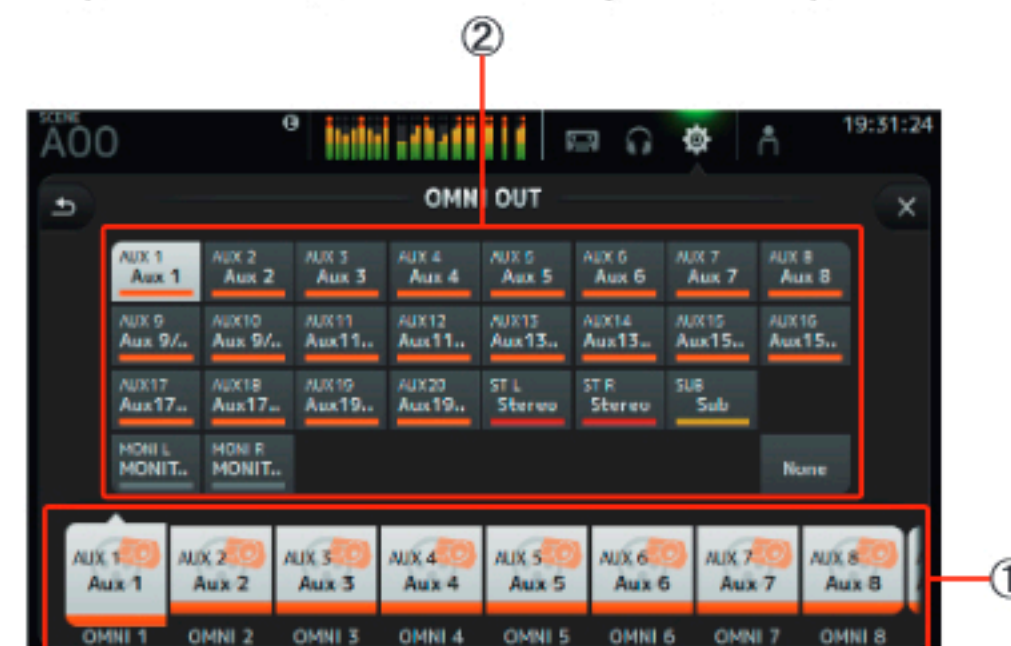 ②
SCENE
A00
19:31:24
OMNI OUT
AUX 1 AUX 2 AUX 3 AUX 4 AUX 5 AUX 6 AUX 7 AUX 8
Aux 1 Aux 2 Aux 3 Aux 4 Aux 5 Aux 6 Aux 7 Aux 8
AUX 9 AUX10 AUX11 AUX12 AUX13 AUX14 AUX15 AUX16
Aux 9/.. Aux 9/.. Aux11.. Aux11.. Aux13.. Aux13.. Aux15.. Aux15..
AUX17 AUX18 AUX19 AUX20 ST L ST R SUB
Aux17.. Aux17.. Aux19.. Aux19.. Stereo Stereo Sub
MONI L MONI R
MONIT.. MONIT.. None
AUX 1 AUX 2 AUX 3 AUX 4 AUX 5 AUX 6 AUX 7 AUX 8
Aux 1 Aux 2 Aux 3 Aux 4 Aux 5 Aux 6 Aux 7 Aux 8
①
OMNI 1 OMNI 2 OMNI 3 OMNI 4 OMNI 5 OMNI 6 OMNI 7 OMNI 8